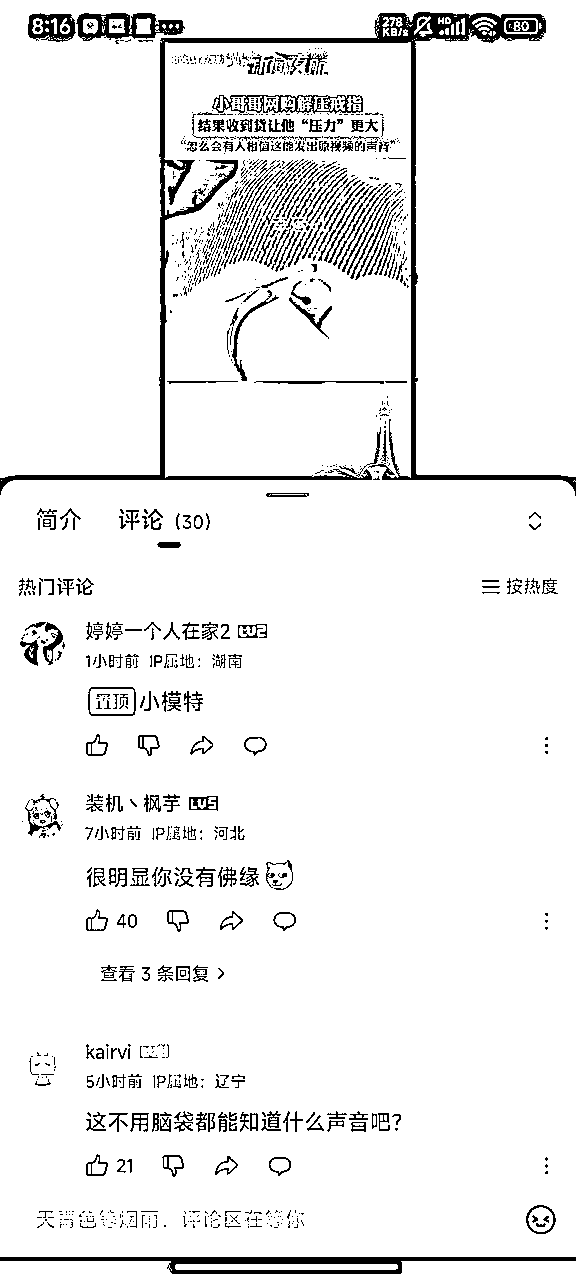 8:16
278 KB/s
HD
80
小哥哥网购解压戒指
结果收到货让他“压力”更大
“怎么会有人相信这能发出原视频的声音”
简介 评论 (30)
热门评论 按热度
婷婷一个人在家2 LV2
1小时前 IP属地：湖南
置顶 小模特
装机丶枫芋 LV5
7小时前 IP属地：河北
很明显你没有佛缘
40
查看 3 条回复
kairvi
5小时前 IP属地：辽宁
这不用脑袋都能知道什么声音吧？
21
天青色等烟雨，评论区在等你